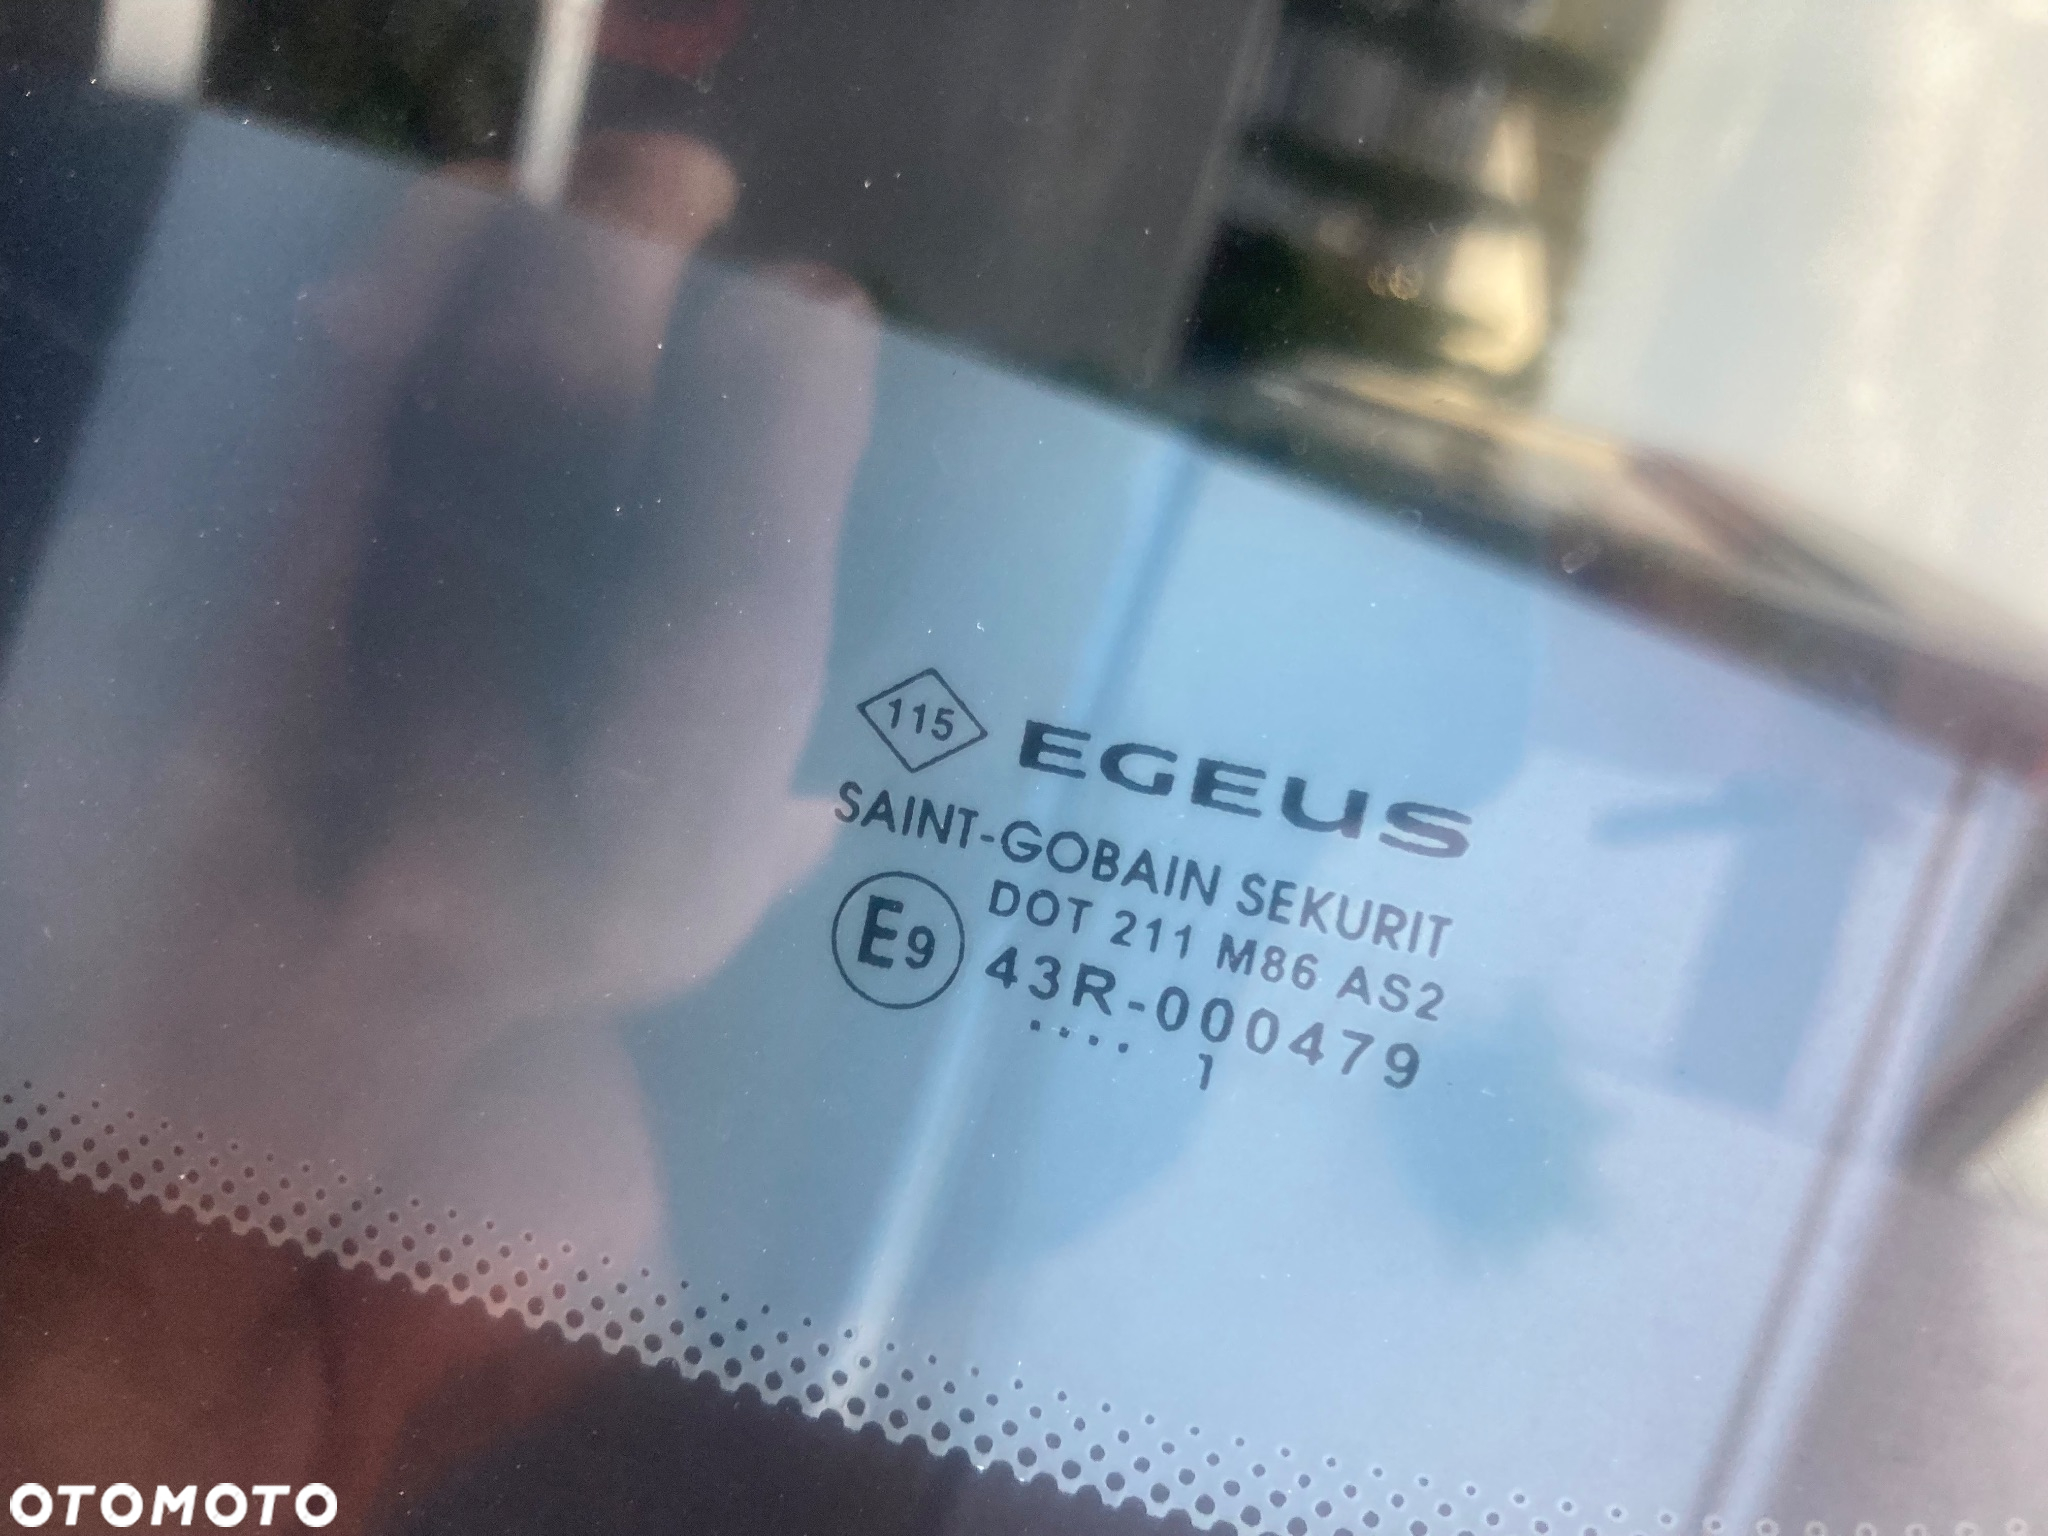 115 EGEUS
SAINT-GOBAIN SEKURIT
DOT 211 M86 AS2
E9 43R-000479
.... 1
OTOMOTO